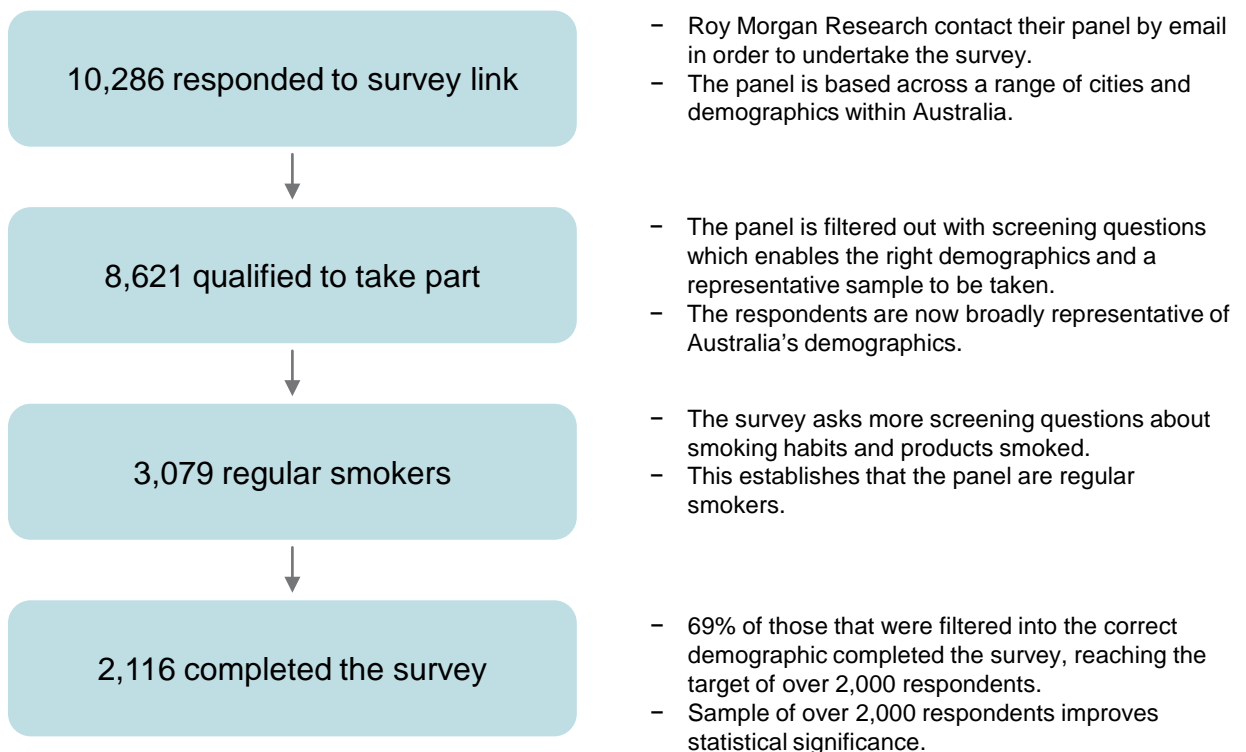 10,286 responded to survey link
− Roy Morgan Research contact their panel by email
in order to undertake the survey.
− The panel is based across a range of cities and
demographics within Australia.
8,621 qualified to take part
− The panel is filtered out with screening questions
which enables the right demographics and a
representative sample to be taken.
− The respondents are now broadly representative of
Australia’s demographics.
3,079 regular smokers
− The survey asks more screening questions about
smoking habits and products smoked.
− This establishes that the panel are regular
smokers.
2,116 completed the survey
− 69% of those that were filtered into the correct
demographic completed the survey, reaching the
target of over 2,000 respondents.
− Sample of over 2,000 respondents improves
statistical significance.